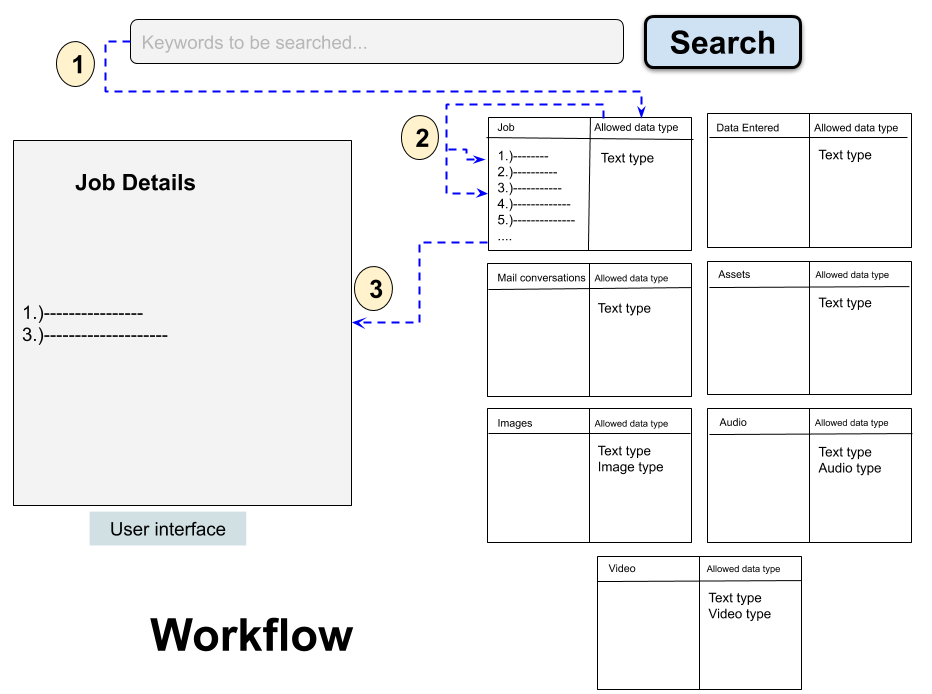 Keywords to be searched...
Search
1
2
3
Job Details
1.)----------------
3.)--------------------
User interface
Workflow
Job
Allowed data type
1.)--------
2.)----------
3.)-----------
4.)-------------
5.)--------------
....
Text type
Data Entered
Allowed data type
Text type
Mail conversations
Allowed data type
Text type
Assets
Allowed data type
Text type
Images
Allowed data type
Text type
Image type
Audio
Allowed data type
Text type
Audio type
Video
Allowed data type
Text type
Video type